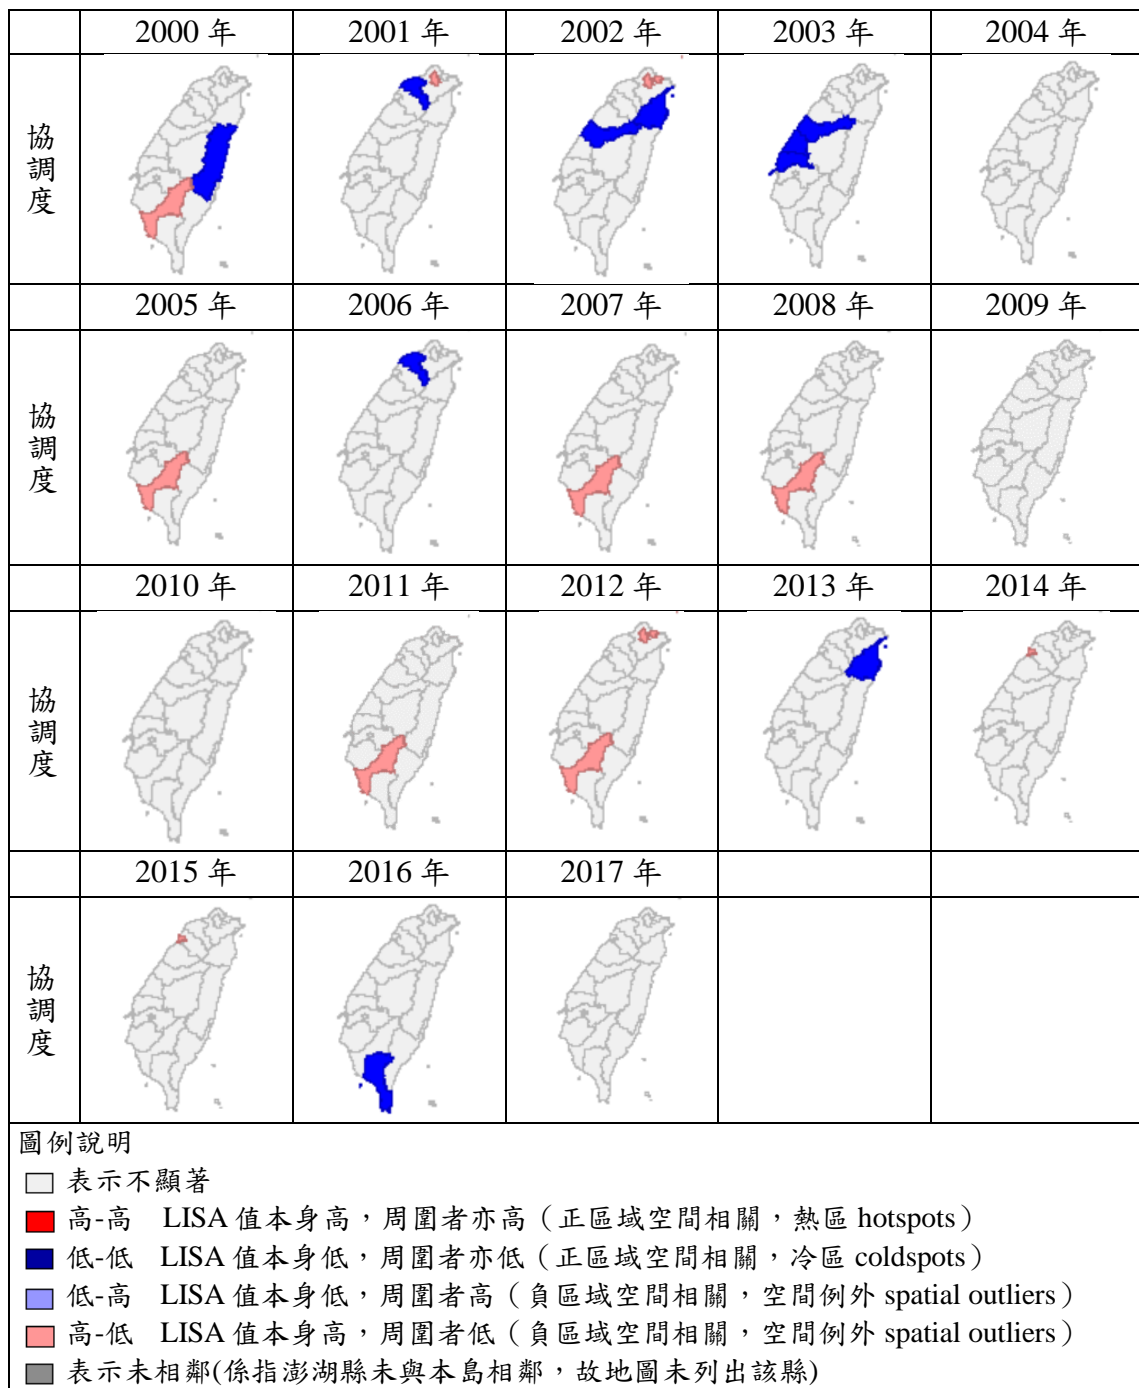 2000 年 2001 年 2002 年 2003 年 2004 年
協調度
2005 年 2006 年 2007 年 2008 年 2009 年
協調度
2010 年 2011 年 2012 年 2013 年 2014 年
協調度
2015 年 2016 年 2017 年
協調度
圖例說明
表示不顯著
高-高 LISA 值本身高，周圍者亦高（正區域空間相關，熱區 hotspots）
低-低 LISA 值本身低，周圍者亦低（正區域空間相關，冷區 coldspots）
低-高 LISA 值本身低，周圍者高（負區域空間相關，空間例外 spatial outliers）
高-低 LISA 值本身高，周圍者低（負區域空間相關，空間例外 spatial outliers）
表示未相鄰(係指澎湖縣未與本島相鄰，故地圖未列出該縣)